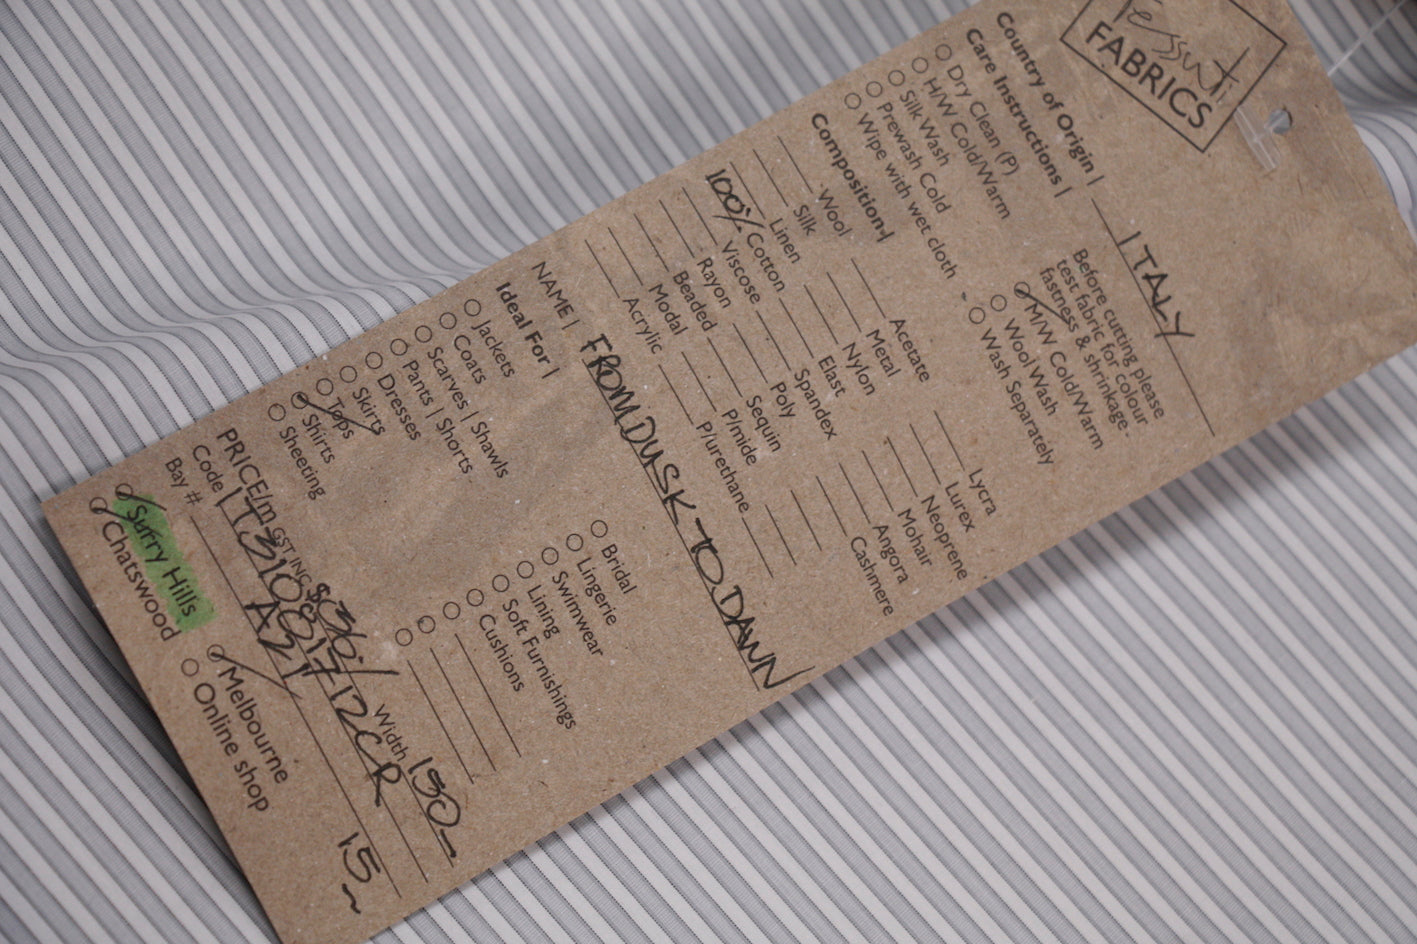 Tessuti
FABRICS
Country of Origin | ITALY
Care Instructions |
Before cutting please
test fabric for colour
fastness & shrinkage.
Dry Clean (P)
H/W Cold/Warm
Silk Wash
Prewash Cold
Wipe with wet cloth
M/W Cold/Warm
Wool Wash
Wash Separately
Composition |
Wool
Silk
Linen
100% Cotton
Viscose
Rayon
Beaded
Modal
Acrylic
Acetate
Metal
Nylon
Elast
Spandex
Poly
Sequin
P/mide
P/urethane
Lycra
Lurex
Neoprene
Mohair
Angora
Cashmere
NAME | FROM DUSK TO DAWN
Ideal For |
Jackets
Coats
Scarves | Shawls
Pants | Shorts
Dresses
Skirts
Tops
Shirts
Sheeting
Bridal
Lingerie
Swimwear
Lining
Soft Furnishings
Cushions
PRICE/m GST INC Width 150
Code
Bay # A21
15
Surry Hills
Chatswood
Melbourne
Online shop